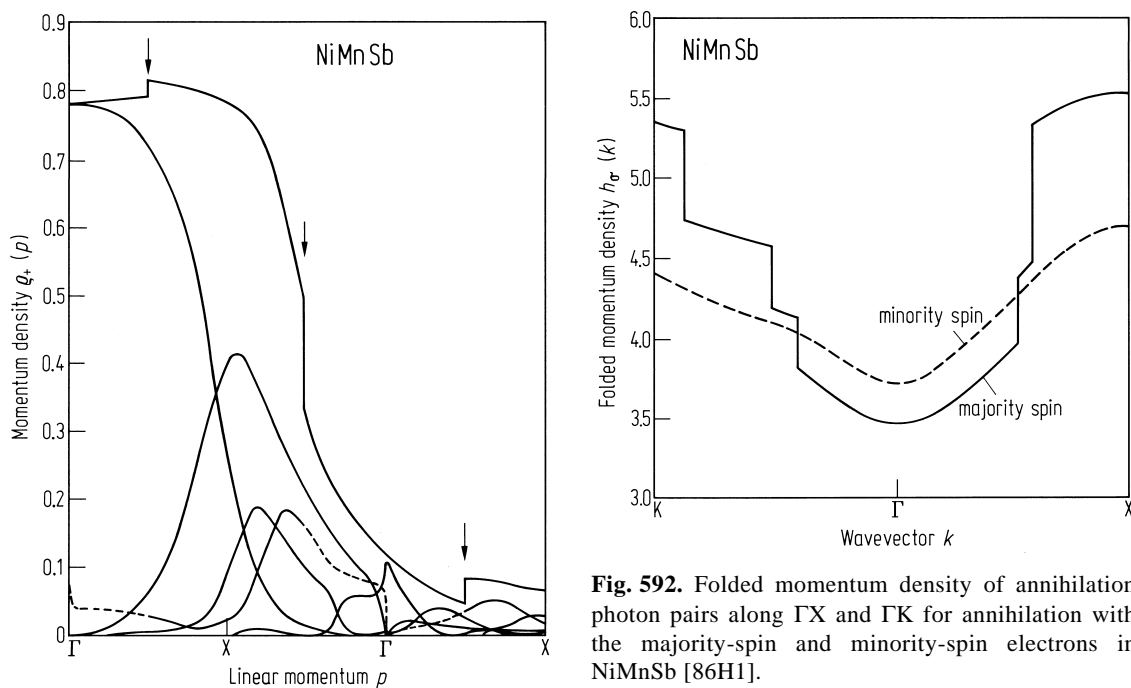 NiMnSb
Momentum density ϱ₊ (p)
0.9
0.8
0.7
0.6
0.5
0.4
0.3
0.2
0.1
0
Γ X Γ X
Linear momentum p
NiMnSb
Folded momentum density hσ (k)
6.0
5.5
5.0
4.5
4.0
3.5
3.0
minority spin
majority spin
K Γ X
Wavevector k
Fig. 592. Folded momentum density of annihilation
photon pairs along ΓX and ΓK for annihilation with
the majority-spin and minority-spin electrons in
NiMnSb [86H1].